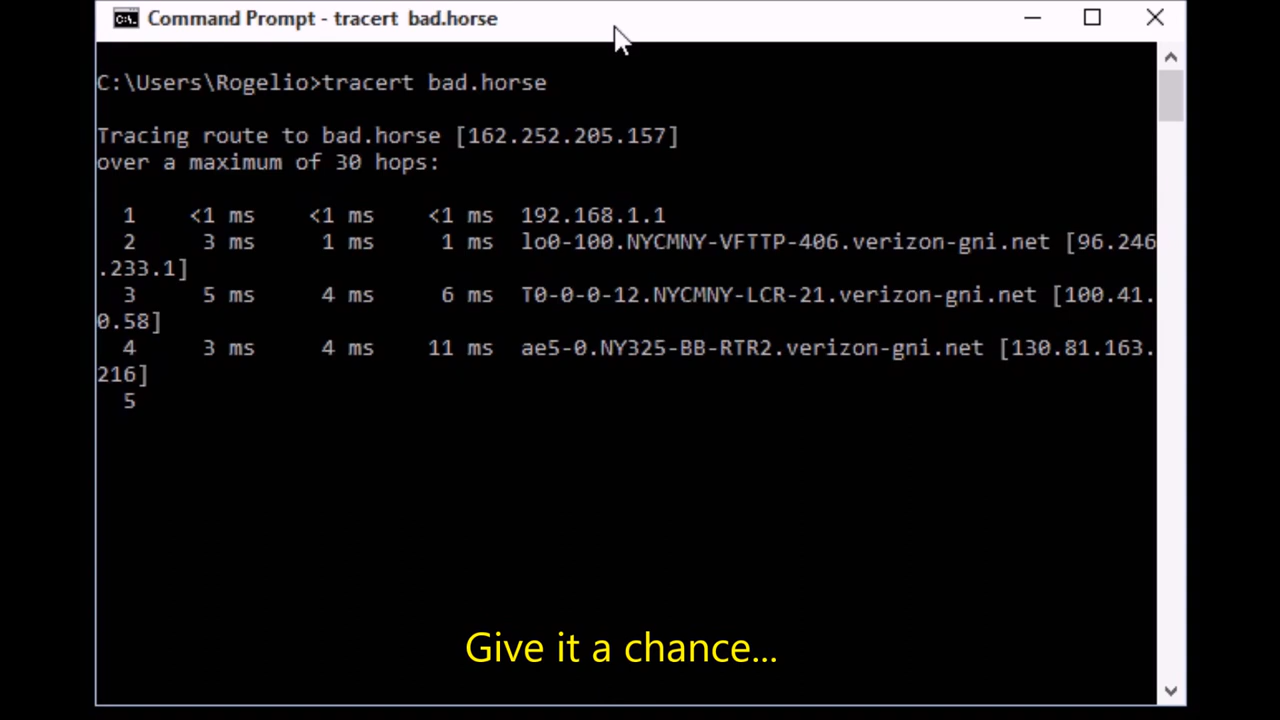 Command Prompt - tracert  bad.horse
C:\Users\Rogelio>tracert bad.horse
Tracing route to bad.horse [162.252.205.157]
over a maximum of 30 hops:
  1    <1 ms    <1 ms    <1 ms  192.168.1.1
  2     3 ms     1 ms     1 ms  lo0-100.NYCMNY-VFTTP-406.verizon-gni.net [96.246
.233.1]
  3     5 ms     4 ms     6 ms  T0-0-0-12.NYCMNY-LCR-21.verizon-gni.net [100.41.
0.58]
  4     3 ms     4 ms    11 ms  ae5-0.NY325-BB-RTR2.verizon-gni.net [130.81.163.
216]
  5
Give it a chance...